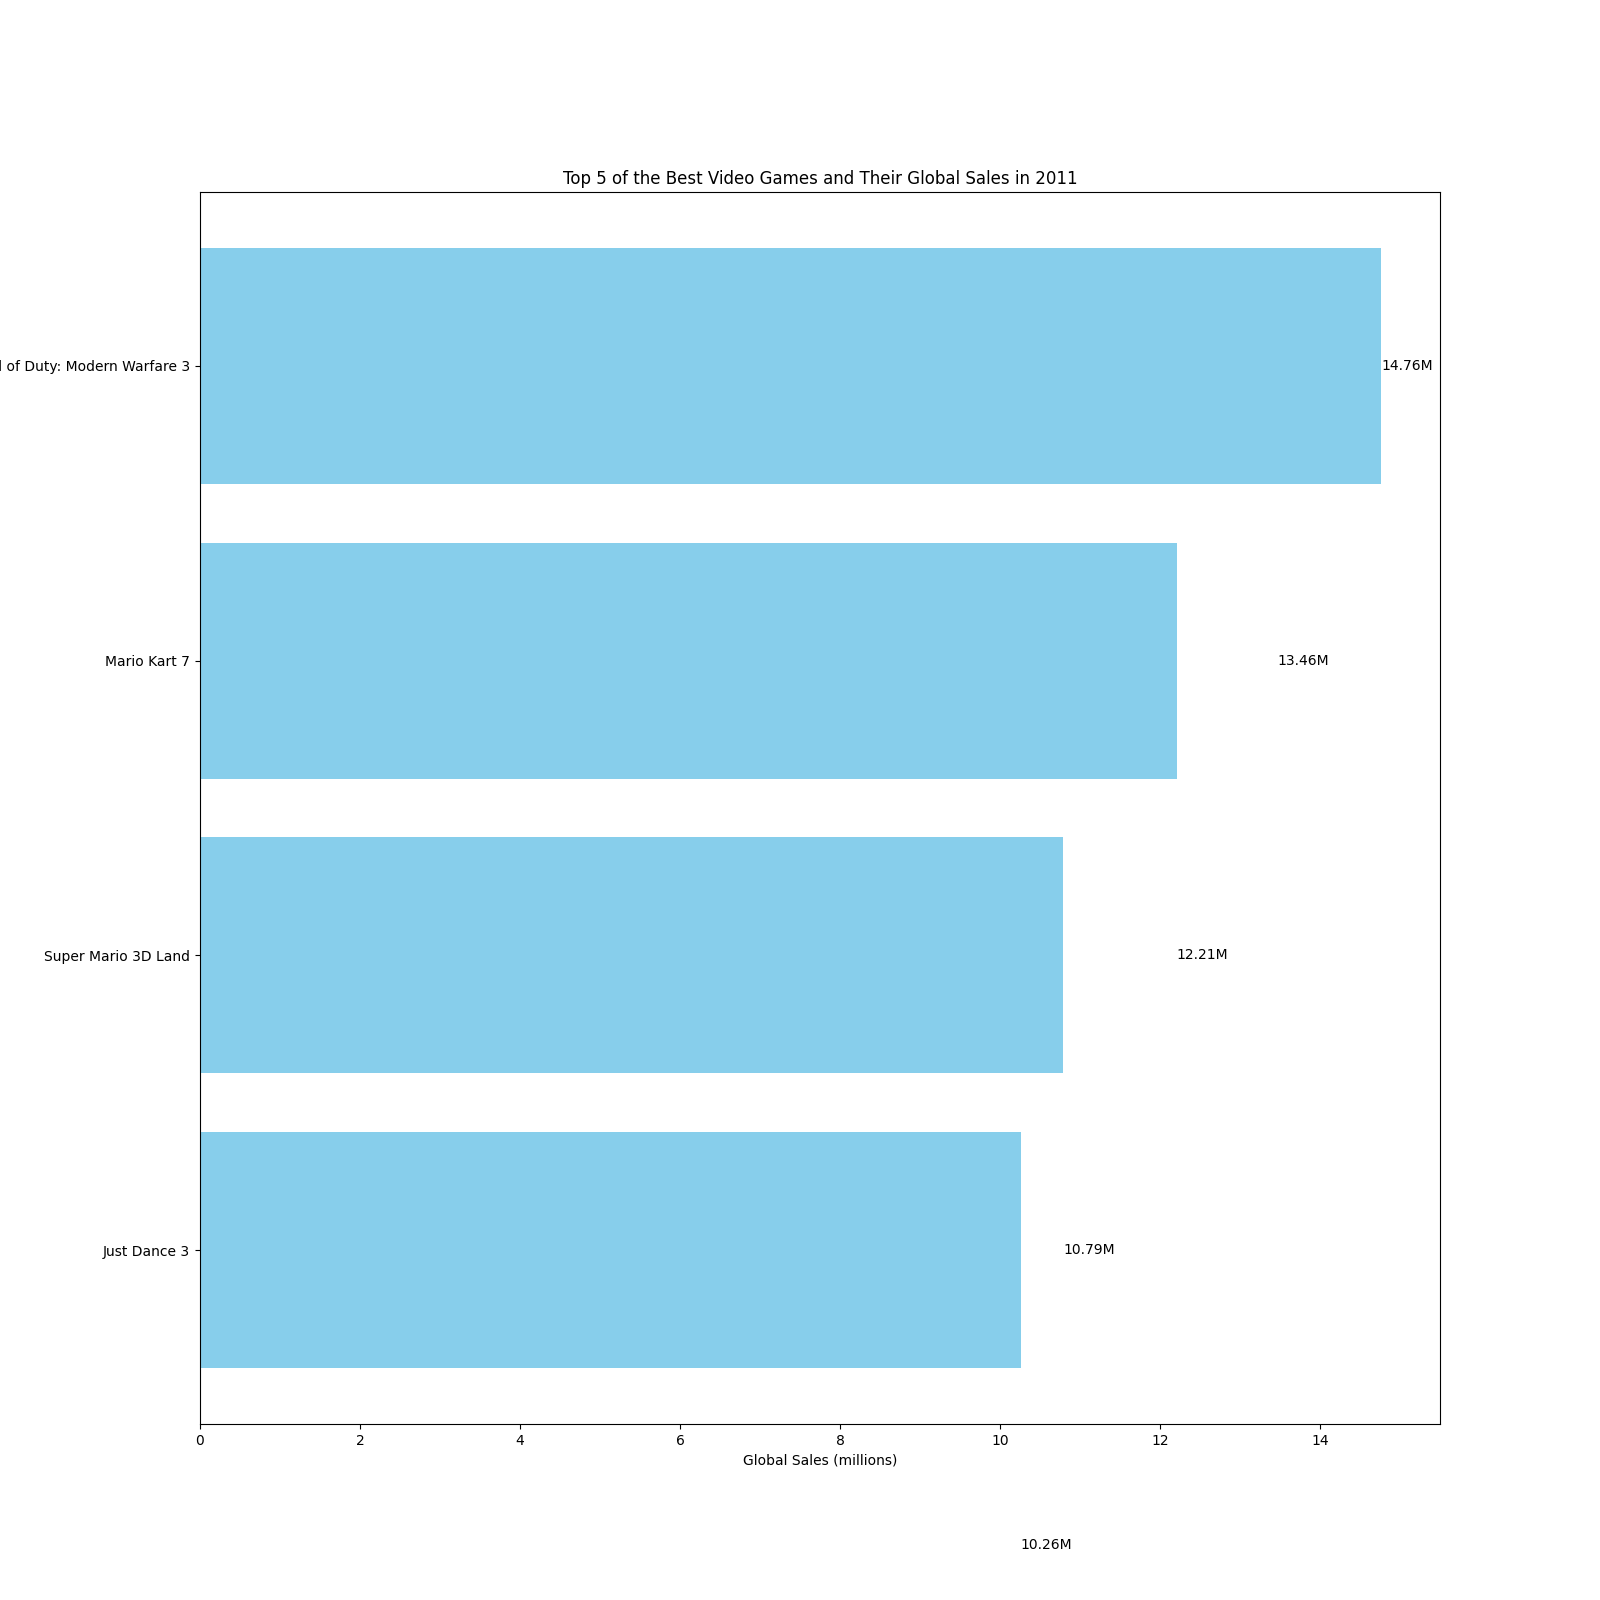 Top 5 of the Best Video Games and Their Global Sales in 2011
of Duty: Modern Warfare 3
14.76M
Mario Kart 7
13.46M
Super Mario 3D Land
12.21M
Just Dance 3
10.79M
0 2 4 6 8 10 12 14
Global Sales (millions)
10.26M